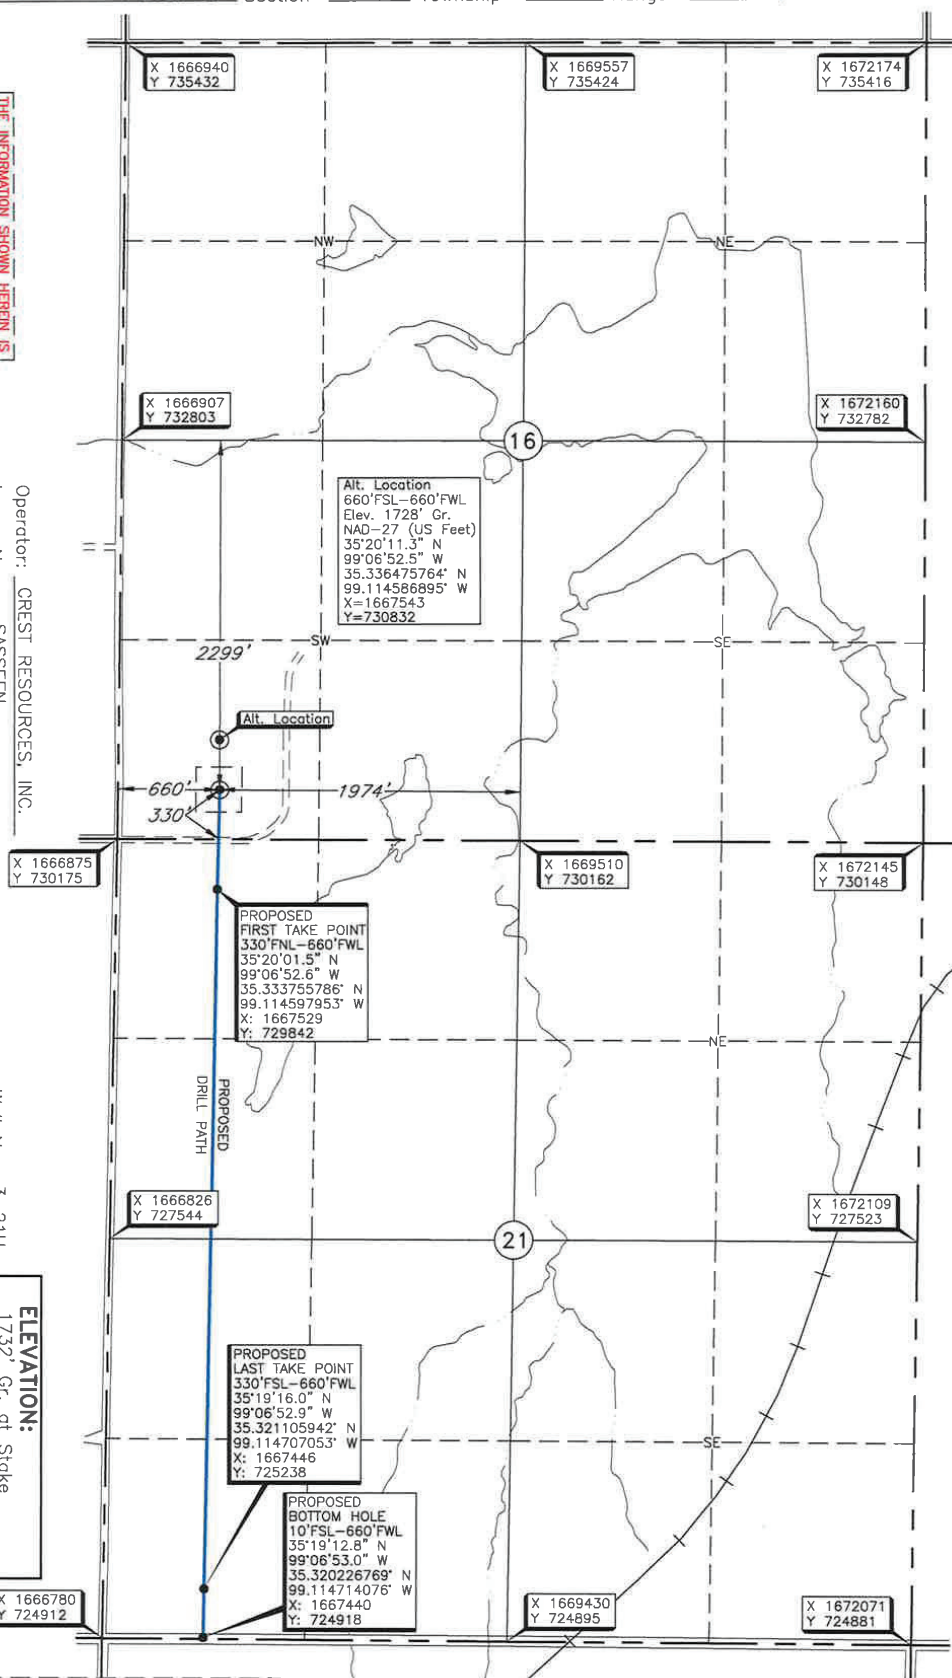 X 1666940
Y 735432
X 1669557
Y 735424
X 1672174
Y 735416
THE INFORMATION SHOWN HEREIN IS
NW
NE
X 1666907
Y 732803
X 1672160
Y 732782
16
Alt. Location
660'FSL-660'FWL
Elev. 1728' Gr.
NAD-27 (US Feet)
35°20'11.3" N
99°06'52.5" W
35.336475764° N
99.114586895° W
X=1667543
Y=730832
SW
SE
2299'
Operator: CREST RESOURCES, INC.
Alt. Location
660'
1974'
330'
X 1666875
Y 730175
X 1669510
Y 730162
X 1672145
Y 730148
PROPOSED
FIRST TAKE POINT
330'FNL-660'FWL
35°20'01.5" N
99°06'52.6" W
35.333755786° N
99.114597953° W
X: 1667529
Y: 729842
NE
PROPOSED
DRILL PATH
X 1666826
Y 727544
X 1672109
Y 727523
21
ELEVATION:
1732' Gr. at Stake
PROPOSED
LAST TAKE POINT
330'FSL-660'FWL
35°19'16.0" N
99°06'52.9" W
35.321105942° N
99.114707053° W
X: 1667446
Y: 725238
SE
PROPOSED
BOTTOM HOLE
10'FSL-660'FWL
35°19'12.8" N
99°06'53.0" W
35.320226769° N
99.114714076° W
X: 1667440
Y: 724918
X 1666780
Y 724912
X 1669430
Y 724895
X 1672071
Y 724881